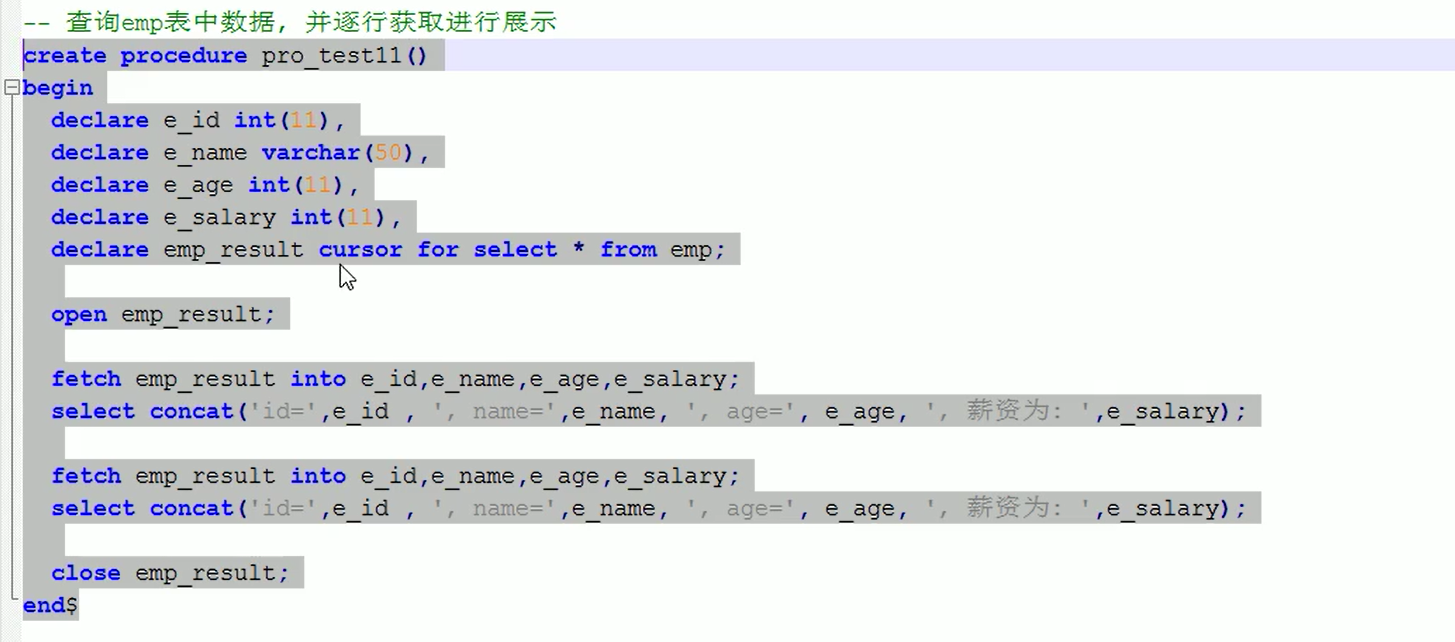 -- 查询emp表中数据, 并逐行获取进行展示
create procedure pro_test11()
begin
declare e_id int(11),
declare e_name varchar(50),
declare e_age int(11),
declare e_salary int(11),
declare emp_result cursor for select * from emp;
open emp_result;
fetch emp_result into e_id,e_name,e_age,e_salary;
select concat('id=',e_id , ', name=',e_name, ', age=', e_age, ', 薪资为: ',e_salary);
fetch emp_result into e_id,e_name,e_age,e_salary;
select concat('id=',e_id , ', name=',e_name, ', age=', e_age, ', 薪资为: ',e_salary);
close emp_result;
end$